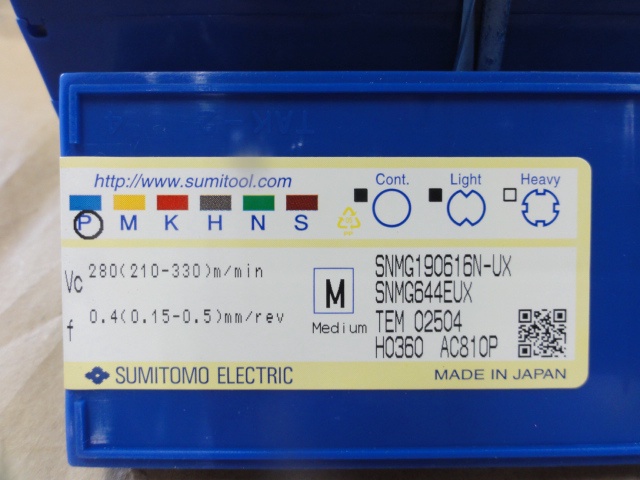 http://www.sumitool.com
P M K H N S
Cont. Light Heavy
Vc 280(210-330)m/min
f 0.4(0.15-0.5)mm/rev
M
Medium
SNMG190616N-UX
SNMG644EUX
TEM 02504
H0360 AC810P
SUMITOMO ELECTRIC
MADE IN JAPAN